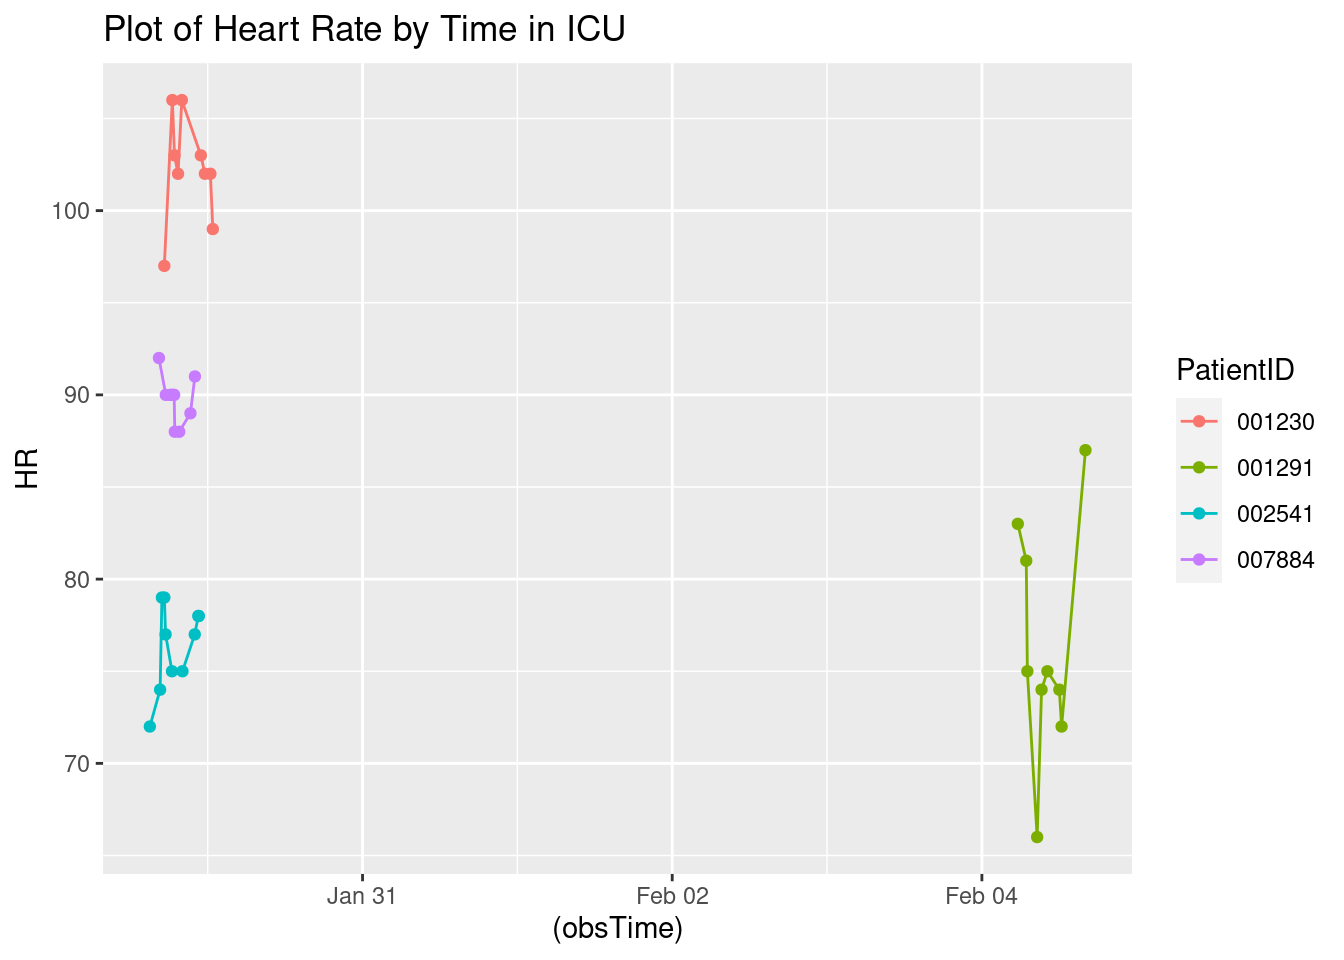 Plot of Heart Rate by Time in ICU
HR
100
90
80
70
Jan 31
Feb 02
Feb 04
(obsTime)
PatientID
001230
001291
002541
007884